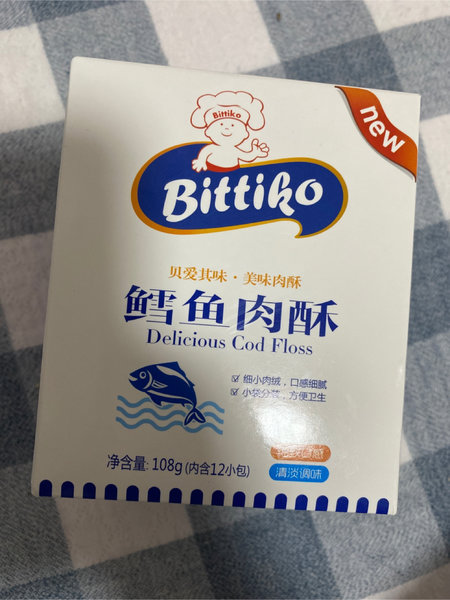 Bittiko
new
Bittiko
贝爱其味·美味肉酥
鳕鱼肉酥
Delicious Cod Floss
☑ 细小肉绒，口感细腻
☑ 小袋分装，方便卫生
净含量: 108g (内含12小包)
清淡调味